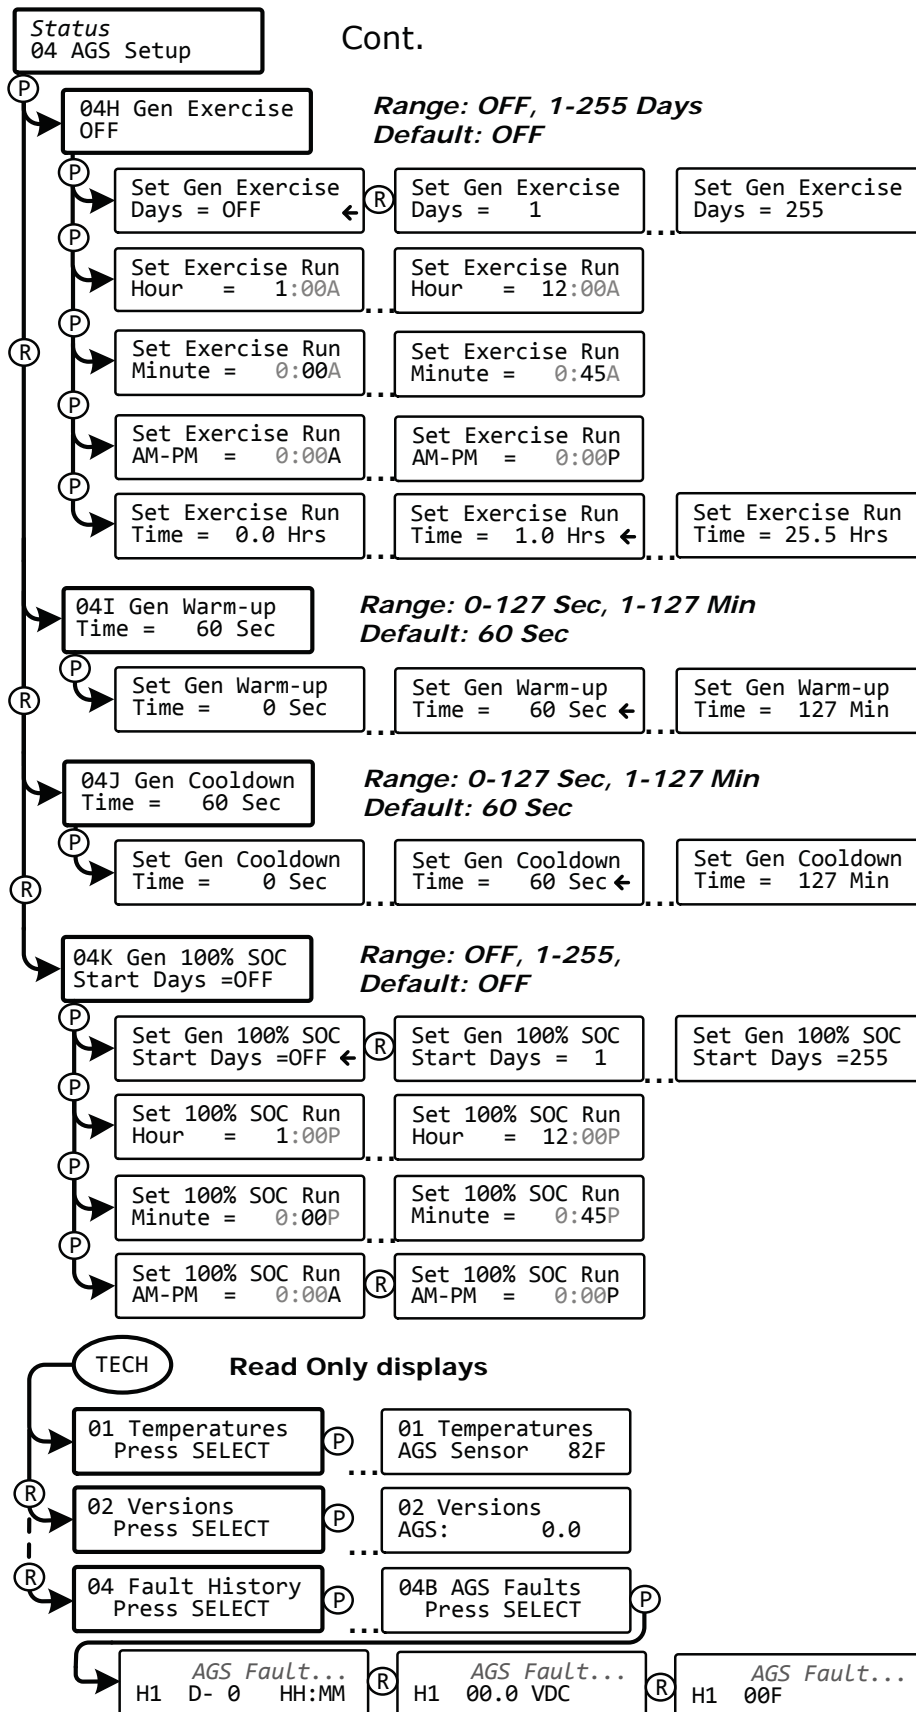 Status
04 AGS Setup
Cont.
P
04H Gen Exercise
OFF
Range: OFF, 1-255 Days
Default: OFF
P
Set Gen Exercise
Days = OFF ←
R
Set Gen Exercise
Days = 1
...
Set Gen Exercise
Days = 255
P
Set Exercise Run
Hour = 1:00A
...
Set Exercise Run
Hour = 12:00A
P
R
Set Exercise Run
Minute = 0:00A
...
Set Exercise Run
Minute = 0:45A
P
Set Exercise Run
AM-PM = 0:00A
...
Set Exercise Run
AM-PM = 0:00P
P
Set Exercise Run
Time = 0.0 Hrs
...
Set Exercise Run
Time = 1.0 Hrs ←
...
Set Exercise Run
Time = 25.5 Hrs
04I Gen Warm-up
Time = 60 Sec
Range: 0-127 Sec, 1-127 Min
Default: 60 Sec
P
R
Set Gen Warm-up
Time = 0 Sec
...
Set Gen Warm-up
Time = 60 Sec ←
...
Set Gen Warm-up
Time = 127 Min
04J Gen Cooldown
Time = 60 Sec
Range: 0-127 Sec, 1-127 Min
Default: 60 Sec
P
R
Set Gen Cooldown
Time = 0 Sec
...
Set Gen Cooldown
Time = 60 Sec ←
...
Set Gen Cooldown
Time = 127 Min
04K Gen 100% SOC
Start Days =OFF
Range: OFF, 1-255,
Default: OFF
P
Set Gen 100% SOC
Start Days =OFF ←
R
Set Gen 100% SOC
Start Days = 1
...
Set Gen 100% SOC
Start Days =255
P
Set 100% SOC Run
Hour = 1:00P
...
Set 100% SOC Run
Hour = 12:00P
P
Set 100% SOC Run
Minute = 0:00P
...
Set 100% SOC Run
Minute = 0:45P
P
Set 100% SOC Run
AM-PM = 0:00A
R
Set 100% SOC Run
AM-PM = 0:00P
TECH
Read Only displays
01 Temperatures
Press SELECT
P
...
01 Temperatures
AGS Sensor 82F
R
02 Versions
Press SELECT
P
...
02 Versions
AGS: 0.0
R
04 Fault History
Press SELECT
P
...
04B AGS Faults
Press SELECT
P
AGS Fault...
H1 D- 0 HH:MM
R
AGS Fault...
H1 00.0 VDC
R
AGS Fault...
H1 00F